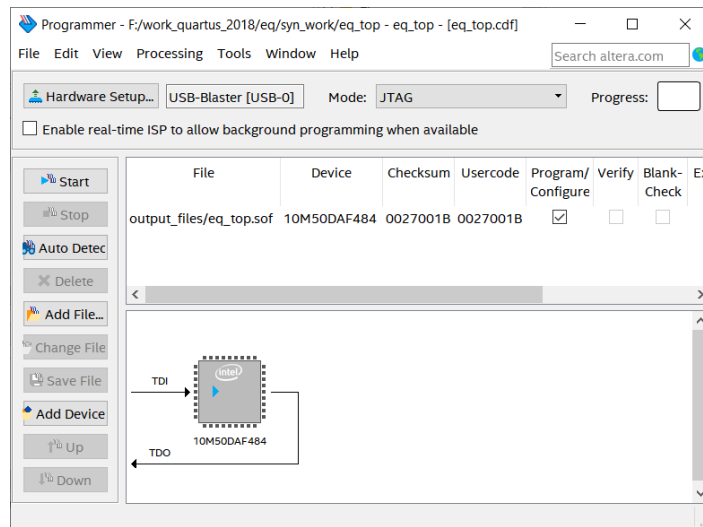 Programmer - F:/work_quartus_2018/eq/syn_work/eq_top - eq_top - [eq_top.cdf]
File Edit View Processing Tools Window Help
Search altera.com
Hardware Setup... USB-Blaster [USB-0] Mode: JTAG Progress:
Enable real-time ISP to allow background programming when available
Start
Stop
Auto Detec
Delete
Add File...
Change File
Save File
Add Device
Up
Down
File Device Checksum Usercode Program/ Verify Blank- E
Configure Check
output_files/eq_top.sof 10M50DAF484 0027001B 0027001B
intel
TDI
10M50DAF484
TDO